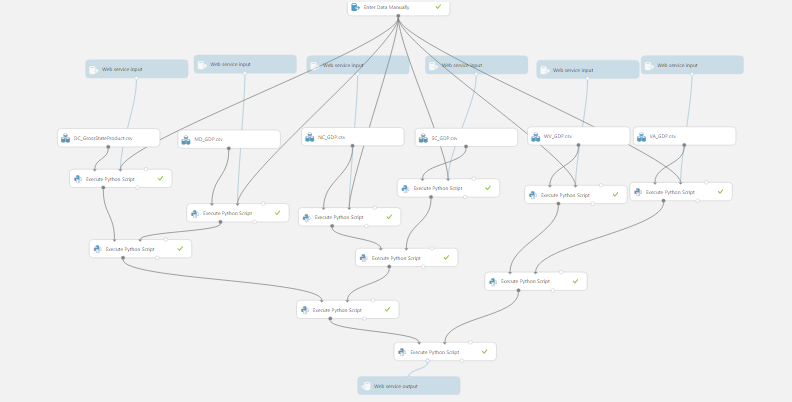 Enter Data Manually
Web service input
Web service input
Web service input
Web service input
Web service input
Web service input
DC_GrossStateProduct.csv
MD_GDP.csv
NC_GDP.csv
SC_GDP.csv
WV_GDP.csv
VA_GDP.csv
Execute Python Script
Execute Python Script
Execute Python Script
Execute Python Script
Execute Python Script
Execute Python Script
Execute Python Script
Execute Python Script
Execute Python Script
Execute Python Script
Execute Python Script
Web service output